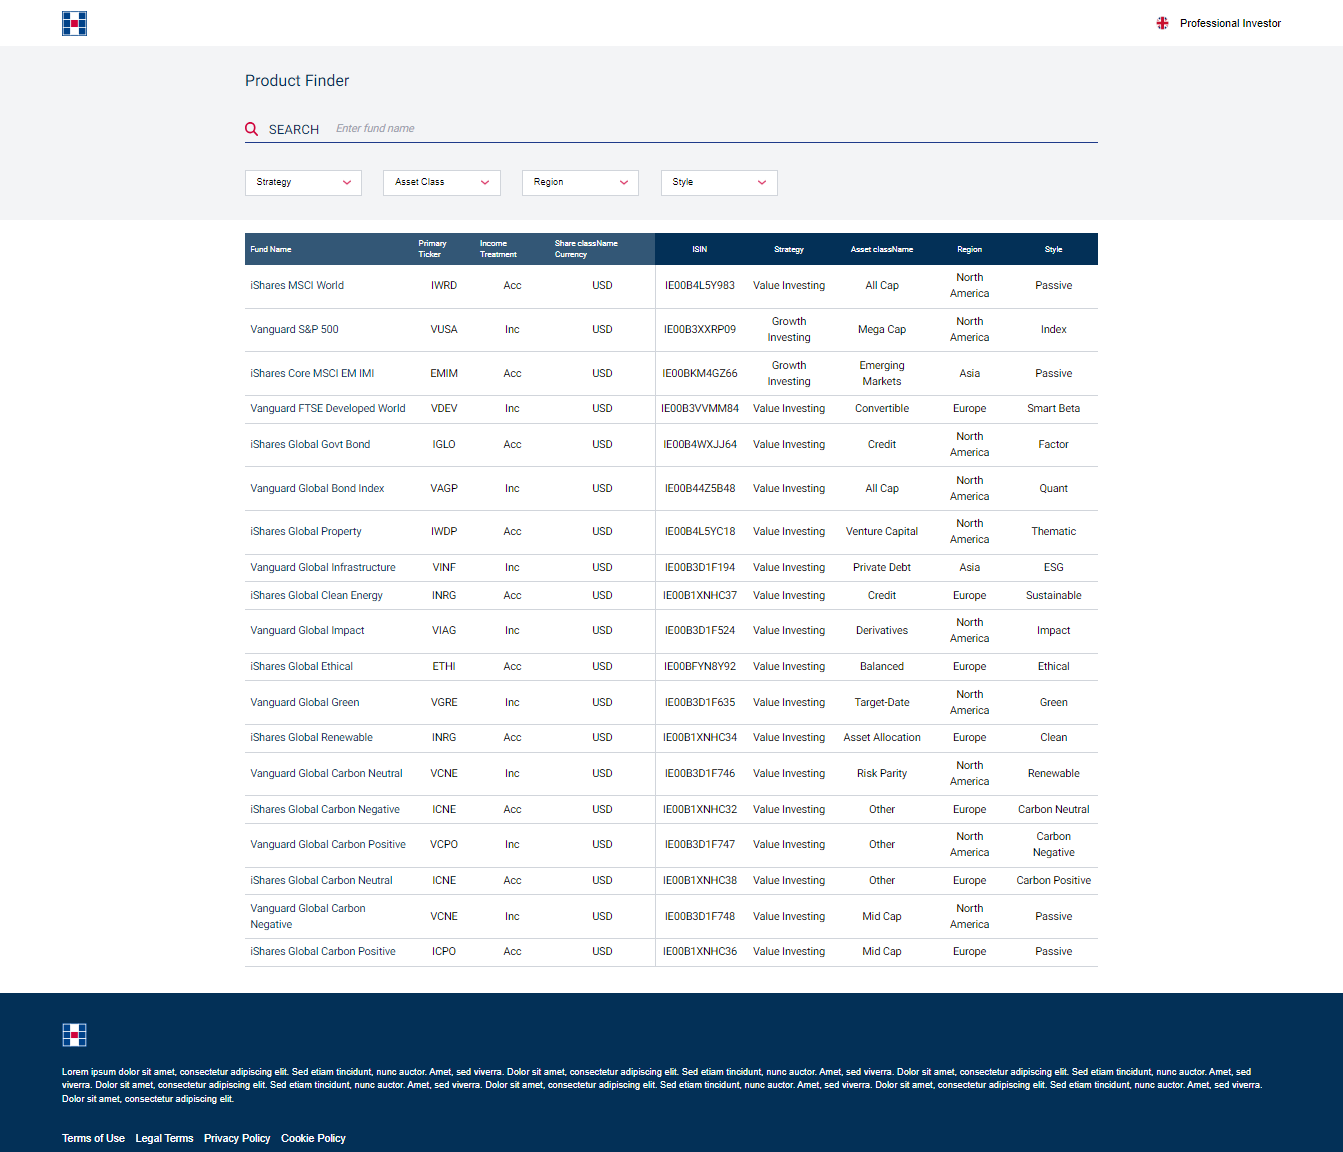 Professional Investor
Product Finder
SEARCH Enter fund name
Strategy Asset Class Region Style
Fund Name Primary Ticker Income Treatment Share className Currency ISIN Strategy Asset className Region Style
iShares MSCI World IWRD Acc USD IE00B4L5Y983 Value Investing All Cap North America Passive
Vanguard S&P 500 VUSA Inc USD IE00B3XXRP09 Growth Investing Mega Cap North America Index
iShares Core MSCI EM IMI EMIM Acc USD IE00BKM4GZ66 Growth Investing Emerging Markets Asia Passive
Vanguard FTSE Developed World VDEV Inc USD IE00B3VVMM84 Value Investing Convertible Europe Smart Beta
iShares Global Govt Bond IGLO Acc USD IE00B4WXJJ64 Value Investing Credit North America Factor
Vanguard Global Bond Index VAGP Inc USD IE00B44Z5B48 Value Investing All Cap North America Quant
iShares Global Property IWDP Acc USD IE00B4L5YC18 Value Investing Venture Capital North America Thematic
Vanguard Global Infrastructure VINF Inc USD IE00B3D1F194 Value Investing Private Debt Asia ESG
iShares Global Clean Energy INRG Acc USD IE00B1XNHC37 Value Investing Credit Europe Sustainable
Vanguard Global Impact VIAG Inc USD IE00B3D1F524 Value Investing Derivatives North America Impact
iShares Global Ethical ETHI Acc USD IE00BFYN8Y92 Value Investing Balanced Europe Ethical
Vanguard Global Green VGRE Inc USD IE00B3D1F635 Value Investing Target-Date North America Green
iShares Global Renewable INRG Acc USD IE00B1XNHC34 Value Investing Asset Allocation Europe Clean
Vanguard Global Carbon Neutral VCNE Inc USD IE00B3D1F746 Value Investing Risk Parity North America Renewable
iShares Global Carbon Negative ICNE Acc USD IE00B1XNHC32 Value Investing Other Europe Carbon Neutral
Vanguard Global Carbon Positive VCPO Inc USD IE00B3D1F747 Value Investing Other North America Carbon Negative
iShares Global Carbon Neutral ICNE Acc USD IE00B1XNHC38 Value Investing Other Europe Carbon Positive
Vanguard Global Carbon Negative VCNE Inc USD IE00B3D1F748 Value Investing Mid Cap North America Passive
iShares Global Carbon Positive ICPO Acc USD IE00B1XNHC36 Value Investing Mid Cap Europe Passive
Lorem ipsum dolor sit amet, consectetur adipiscing elit. Sed etiam tincidunt, nunc auctor. Amet, sed viverra. Dolor sit amet, consectetur adipiscing elit. Sed etiam tincidunt, nunc auctor. Amet, sed viverra. Dolor sit amet, consectetur adipiscing elit. Sed etiam tincidunt, nunc auctor. Amet, sed
viverra. Dolor sit amet, consectetur adipiscing elit. Sed etiam tincidunt, nunc auctor. Amet, sed viverra. Dolor sit amet, consectetur adipiscing elit. Sed etiam tincidunt, nunc auctor. Amet, sed viverra. Dolor sit amet, consectetur adipiscing elit. Sed etiam tincidunt, nunc auctor. Amet, sed viverra.
Dolor sit amet, consectetur adipiscing elit.
Terms of Use Legal Terms Privacy Policy Cookie Policy